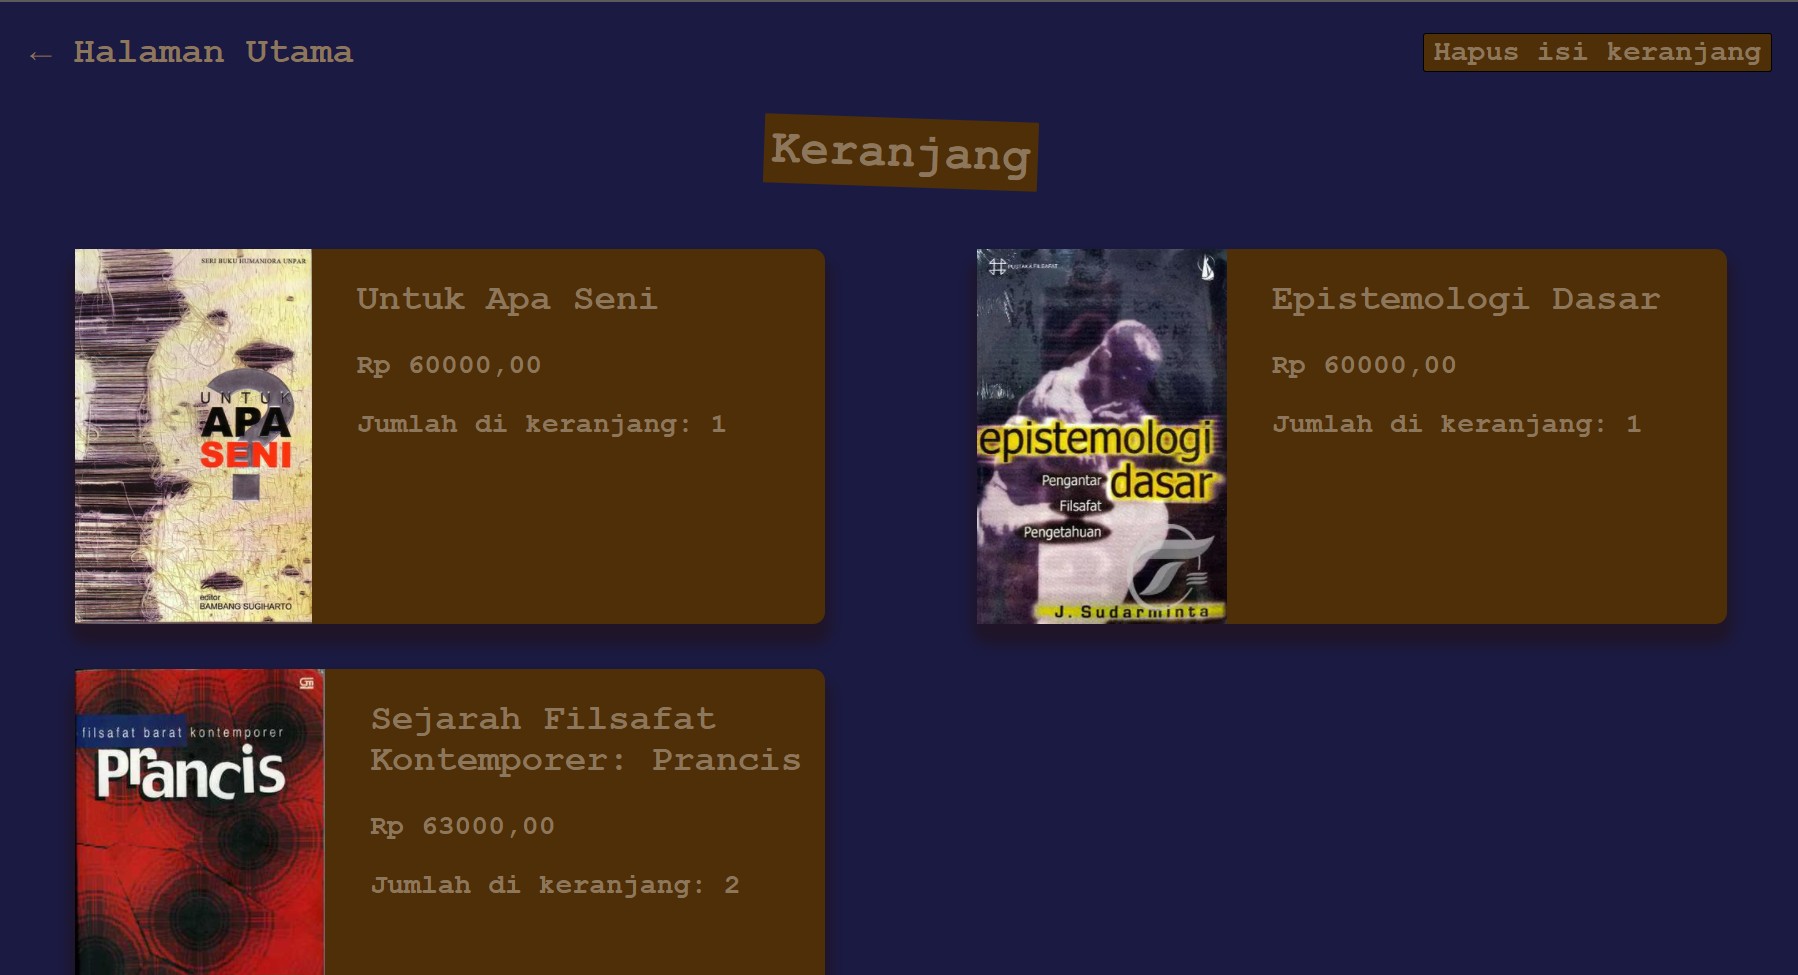 ← Halaman Utama
Hapus isi keranjang
Keranjang
SERI BUKU HUMANIORA UNPAR
UNTUK
APA
SENI
?
editor
BAMBANG SUGIHARTO
Untuk Apa Seni
Rp 60000,00
Jumlah di keranjang: 1
PUSTAKA FILSAFAT
epistemologi
dasar
Pengantar
Filsafat
Pengetahuan
J. Sudarminta
Epistemologi Dasar
Rp 60000,00
Jumlah di keranjang: 1
filsafat barat kontemporer
Prancis
Sejarah Filsafat
Kontemporer: Prancis
Rp 63000,00
Jumlah di keranjang: 2